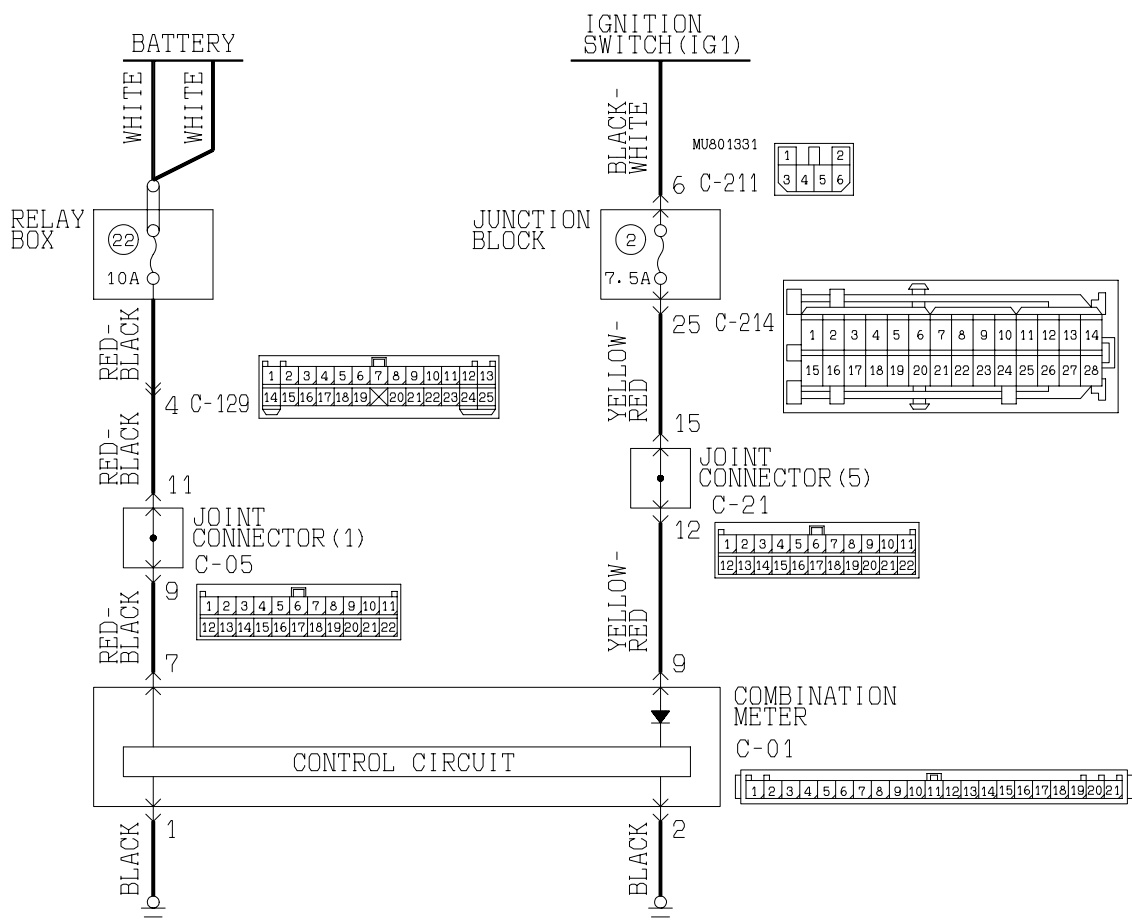 BATTERY
IGNITION
SWITCH(IG1)
WHITE
WHITE
BLACK-
WHITE
MU801331
1 2
3 4 5 6
6 C-211
RELAY
BOX
22
10A
JUNCTION
BLOCK
2
7.5A
25 C-214
1 2 3 4 5 6 7 8 9 10 11 12 13 14
15 16 17 18 19 20 21 22 23 24 25 26 27 28
RED-
BLACK
YELLOW-
RED
4 C-129
1 2 3 4 5 6 7 8 9 10 11 12 13
14 15 16 17 18 19 20 21 22 23 24 25
15
JOINT
CONNECTOR(5)
C-21
RED-
BLACK
11
JOINT
CONNECTOR(1)
C-05
12
1 2 3 4 5 6 7 8 9 10 11
12 13 14 15 16 17 18 19 20 21 22
9
1 2 3 4 5 6 7 8 9 10 11
12 13 14 15 16 17 18 19 20 21 22
RED-
BLACK
YELLOW-
RED
7
9
COMBINATION
METER
C-01
CONTROL CIRCUIT
1 2 3 4 5 6 7 8 9 10 11 12 13 14 15 16 17 18 19 20 21
1
2
BLACK
BLACK